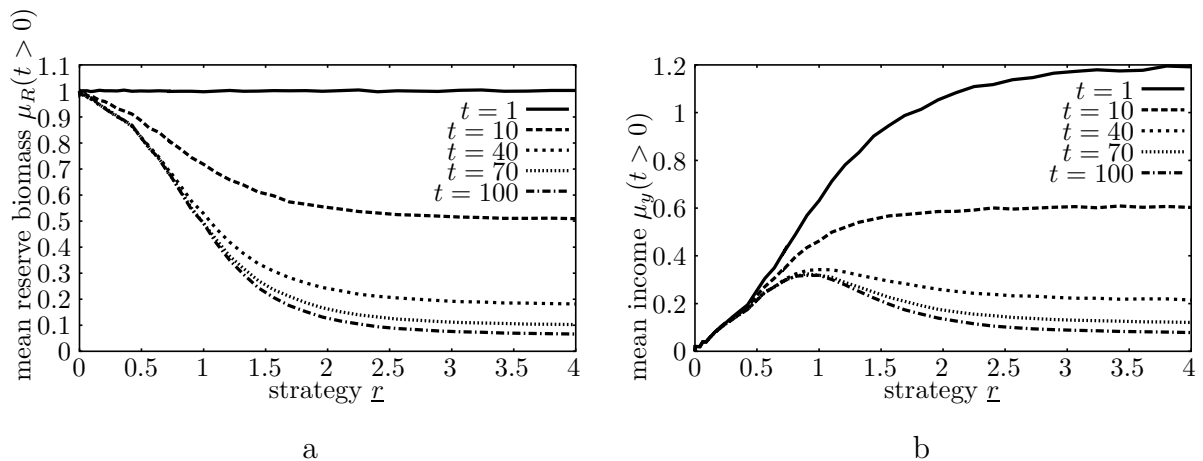 mean reserve biomass μ_R(t > 0)
1.1
1
0.9
0.8
0.7
0.6
0.5
0.4
0.3
0.2
0.1
0
t = 1
t = 10
t = 40
t = 70
t = 100
0 0.5 1 1.5 2 2.5 3 3.5 4
strategy r
a
mean income μ_y(t > 0)
1.2
1
0.8
0.6
0.4
0.2
0
t = 1
t = 10
t = 40
t = 70
t = 100
0 0.5 1 1.5 2 2.5 3 3.5 4
strategy r
b